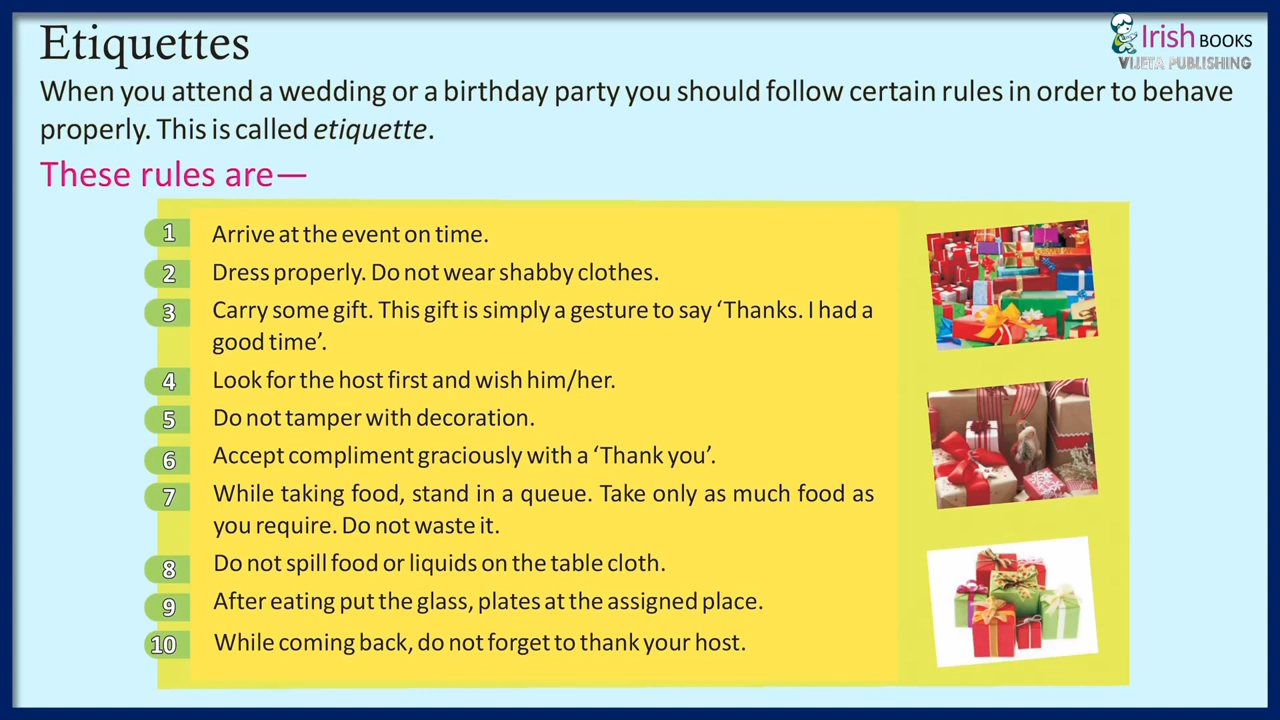 Etiquettes
Irish BOOKS
VIJETA PUBLISHING
When you attend a wedding or a birthday party you should follow certain rules in order to behave
properly. This is called etiquette.
These rules are—
1 Arrive at the event on time.
2 Dress properly. Do not wear shabby clothes.
3 Carry some gift. This gift is simply a gesture to say ‘Thanks. I had a
good time’.
4 Look for the host first and wish him/her.
5 Do not tamper with decoration.
6 Accept compliment graciously with a ‘Thank you’.
7 While taking food, stand in a queue. Take only as much food as
you require. Do not waste it.
8 Do not spill food or liquids on the table cloth.
9 After eating put the glass, plates at the assigned place.
10 While coming back, do not forget to thank your host.